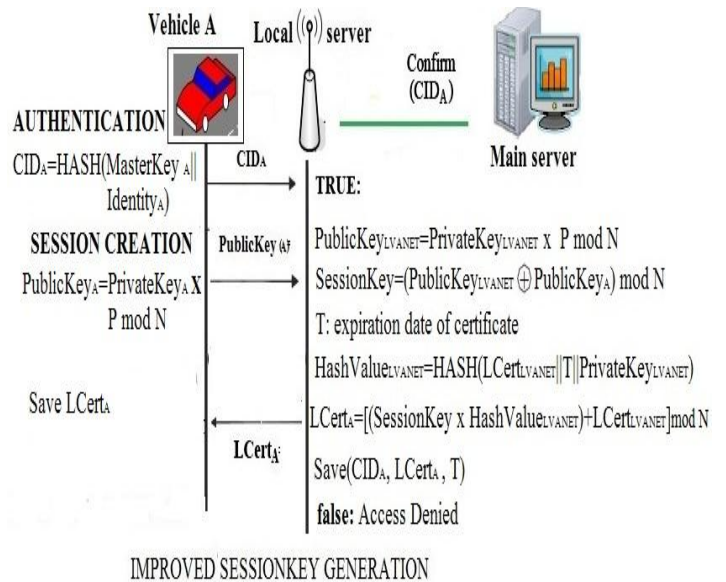 Vehicle A
Local ((ı)) server
Confirm
(CIDA)
Main server
AUTHENTICATION
CIDA=HASH(MasterKey A||
IdentityA)
CIDA
TRUE:
SESSION CREATION
PublicKey (A):
PublicKeyA=PrivateKeyA X
P mod N
PublicKeyLVANET=PrivateKeyLVANET x P mod N
SessionKey=(PublicKeyLVANET ⊕ PublicKeyA) mod N
T: expiration date of certificate
HashValueLVANET=HASH(LCertLVANET||T||PrivateKeyLVANET)
Save LCertA
LCertA=[(SessionKey x HashValueLVANET)+LCertLVANET]mod N
LCertA:
Save(CIDA, LCertA , T)
false: Access Denied
IMPROVED SESSIONKEY GENERATION